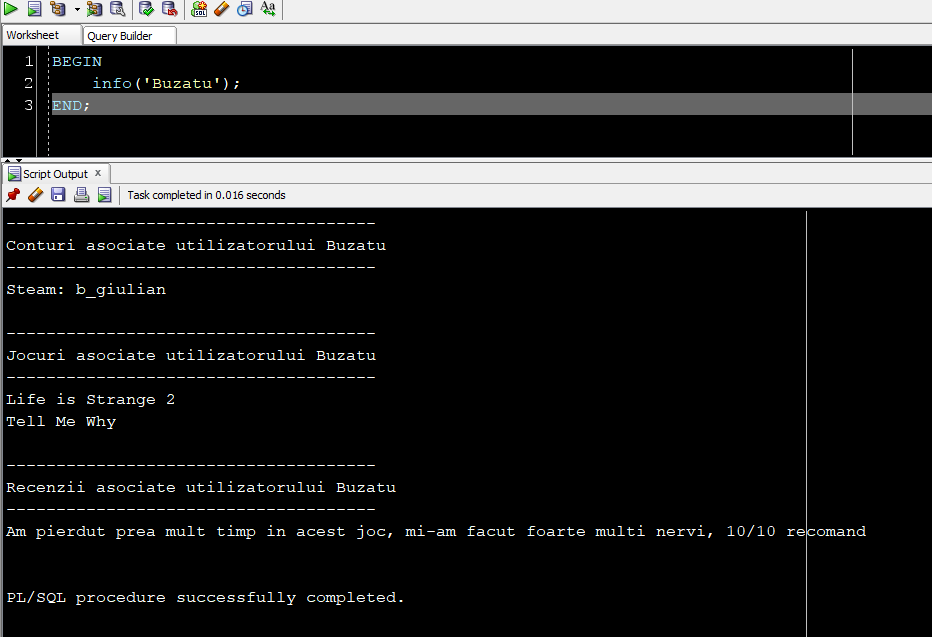 SQL
Aa
Worksheet
Query Builder
1 BEGIN
2 info('Buzatu');
3 END;
Script Output x
Task completed in 0.016 seconds
-------------------------------------
Conturi asociate utilizatorului Buzatu
-------------------------------------
Steam: b_giulian
-------------------------------------
Jocuri asociate utilizatorului Buzatu
-------------------------------------
Life is Strange 2
Tell Me Why
-------------------------------------
Recenzii asociate utilizatorului Buzatu
-------------------------------------
Am pierdut prea mult timp in acest joc, mi-am facut foarte multi nervi, 10/10 recomand
PL/SQL procedure successfully completed.